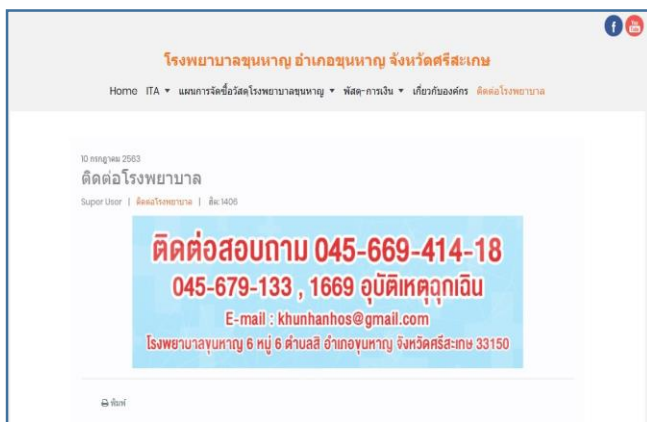 โรงพยาบาลขุนหาญ อำเภอขุนหาญ จังหวัดศรีสะเกษ
Home ITA แผนการจัดซื้อวัสดุโรงพยาบาลขุนหาญ พัสดุ-การเงิน เกี่ยวกับองค์กร ติดต่อโรงพยาบาล
10 กรกฎาคม 2563
ติดต่อโรงพยาบาล
Super User | ติดต่อโรงพยาบาล | ฮิต: 1406
ติดต่อสอบถาม 045-669-414-18
045-679-133 , 1669 อุบัติเหตุฉุกเฉิน
E-mail : khunhanhos@gmail.com
โรงพยาบาลขุนหาญ 6 หมู่ 6 ตำบลสิ อำเภอขุนหาญ จังหวัดศรีสะเกษ 33150
พิมพ์